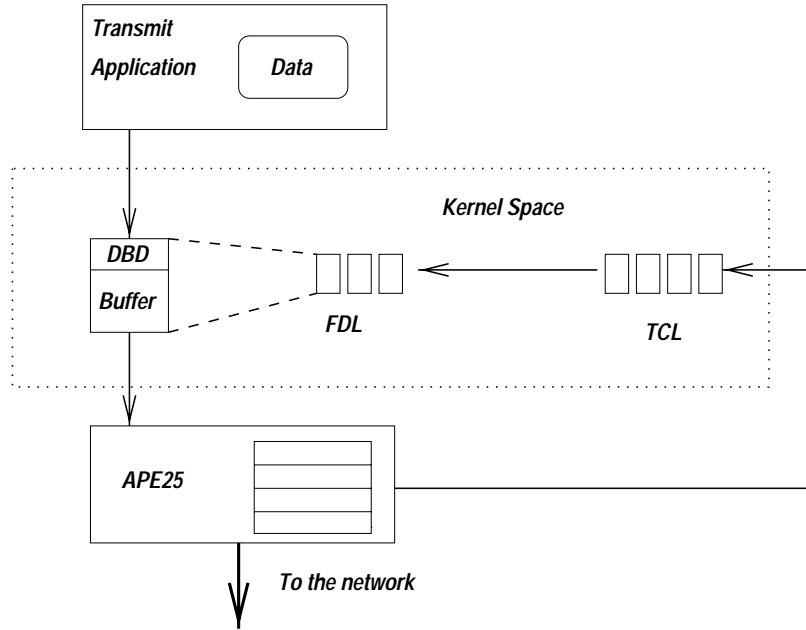 Transmit
Application
Data
Kernel Space
DBD
Buffer
FDL
TCL
APE25
To the network